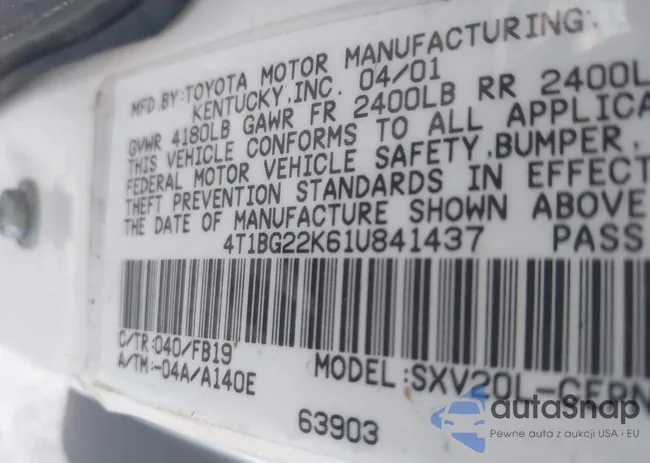 MFD.BY:TOYOTA MOTOR MANUFACTURING.
KENTUCKY,INC. 04/01
GVWR 4180LB GAWR FR 2400LB RR 2400L
THIS VEHICLE CONFORMS TO ALL APPLICA
FEDERAL MOTOR VEHICLE SAFETY,BUMPER,
THEFT PREVENTION STANDARDS IN EFFECT
THE DATE OF MANUFACTURE SHOWN ABOVE
4T1BG22K61U841437 PASS
C/TR:040/FB19
A/TM:-04A/A140E
MODEL:SXV20L-CEPN
63903
autaSnap
Pewne auta z aukcji USA i EU